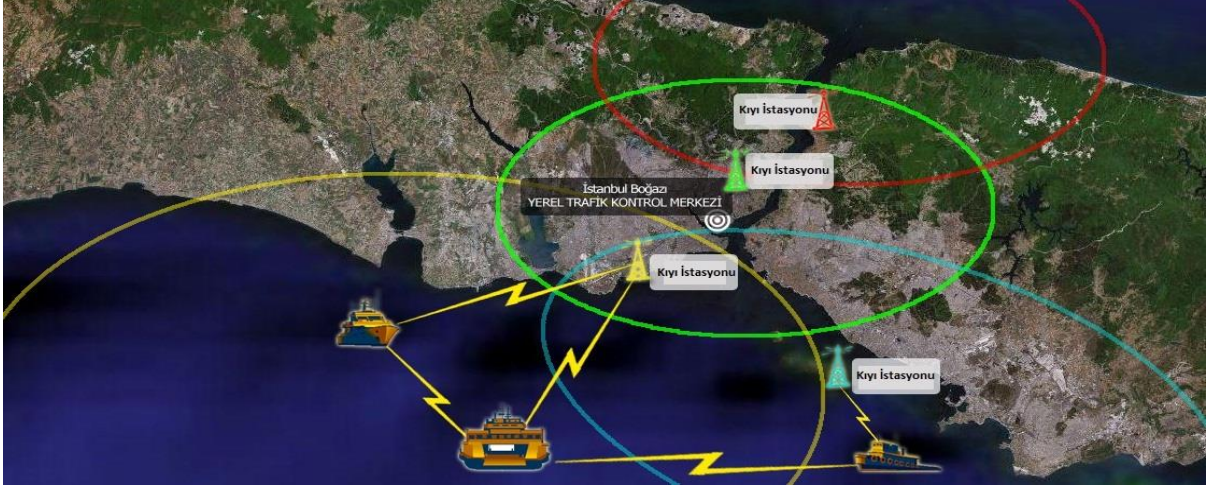 Kıyı İstasyonu
Kıyı İstasyonu
İstanbul Boğazı
YEREL TRAFİK KONTROL MERKEZİ
Kıyı İstasyonu
Kıyı İstasyonu